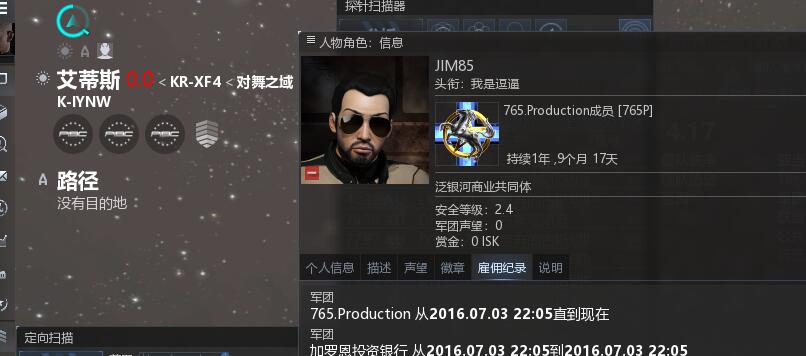 探针扫描器
人物角色：信息
艾蒂斯 0.0 < KR-XF4 < 对舞之域
K-IYNW
路径
没有目的地
JIM85
头衔：我是逗逼
765.Production成员 [765P]
持续1年 ,9个月 17天
泛银河商业共同体
安全等级：2.4
军团声望：0
赏金：0 ISK
个人信息 描述 声望 徽章 雇佣纪录 说明
军团
765.Production 从2016.07.03 22:05直到现在
军团
加罗恩投资银行 从2016.07.03 22:05到2016.07.03 22:05
定向扫描